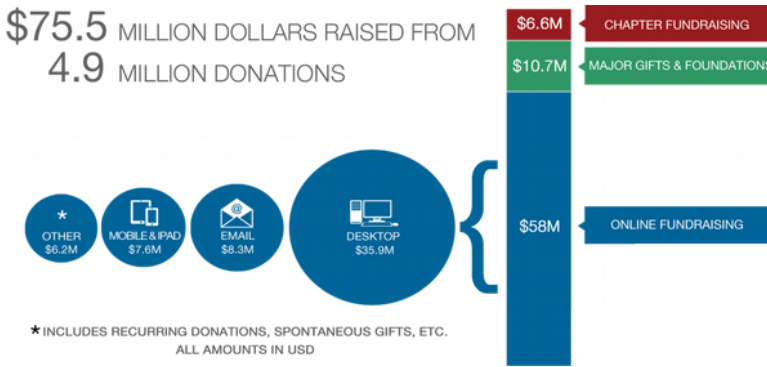 $75.5 MILLION DOLLARS RAISED FROM
4.9 MILLION DONATIONS
$6.6M
CHAPTER FUNDRAISING
$10.7M
MAJOR GIFTS & FOUNDATIONS
*
OTHER
$6.2M
MOBILE & IPAD
$7.6M
@
EMAIL
$8.3M
DESKTOP
$35.9M
{
$58M
ONLINE FUNDRAISING
* INCLUDES RECURRING DONATIONS, SPONTANEOUS GIFTS, ETC.
ALL AMOUNTS IN USD